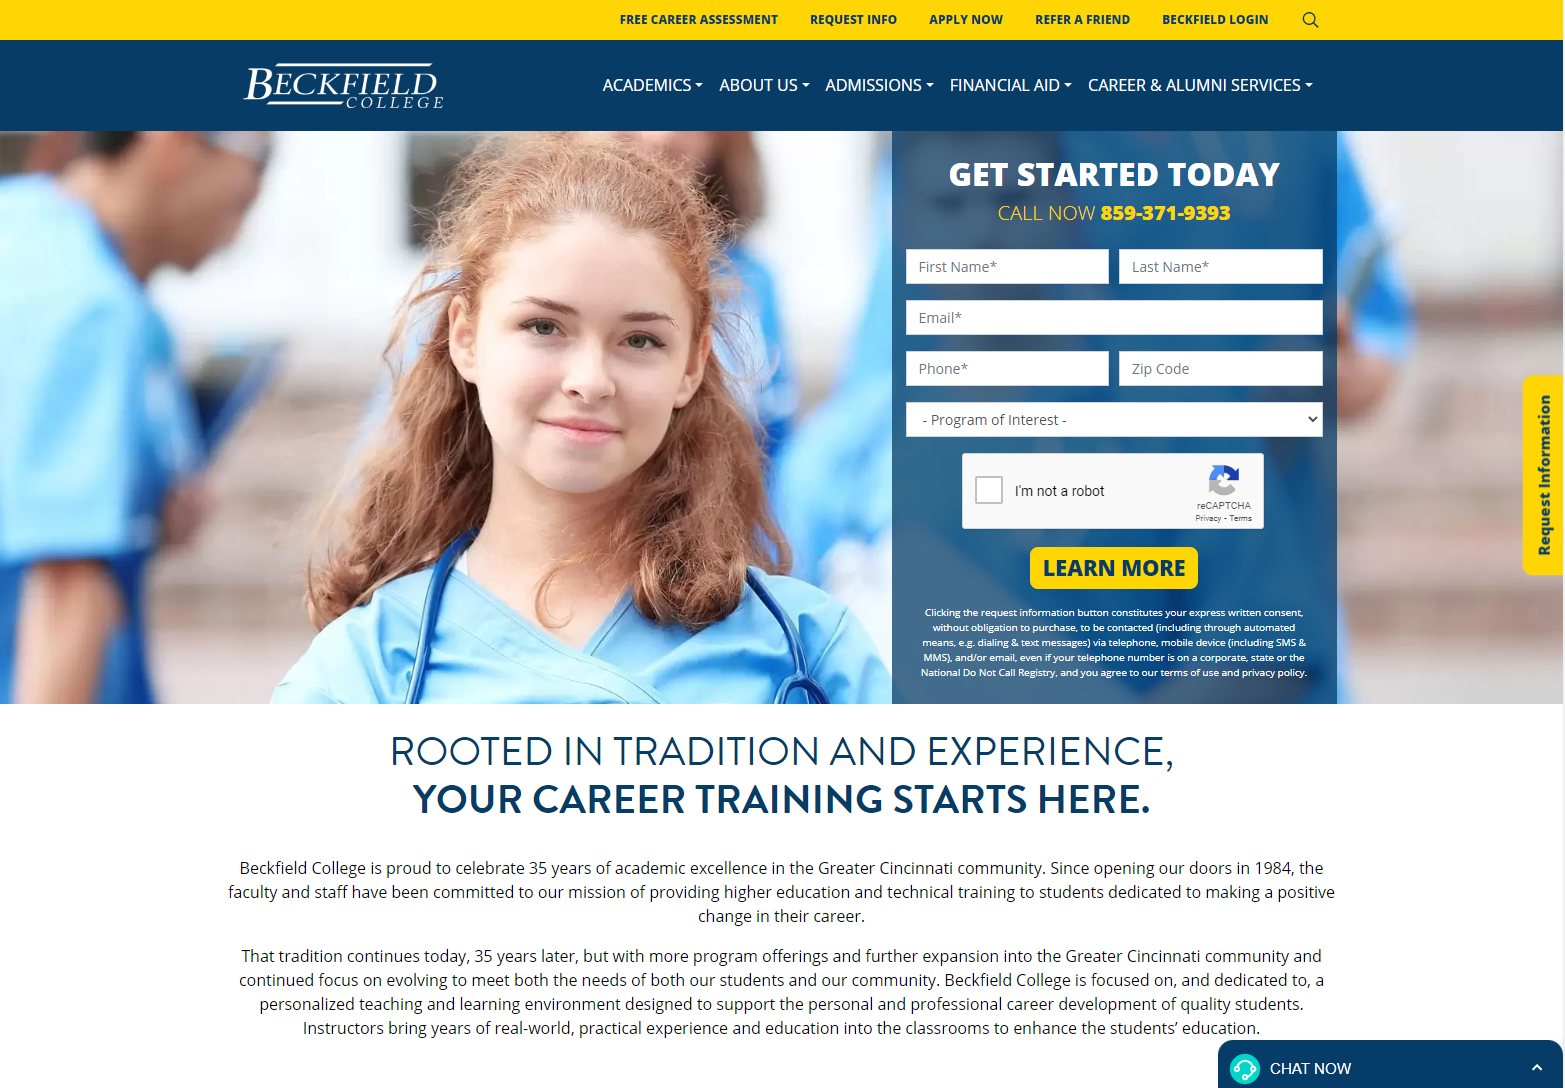 FREE CAREER ASSESSMENT REQUEST INFO APPLY NOW REFER A FRIEND BECKFIELD LOGIN
BECKFIELD
COLLEGE
ACADEMICS ABOUT US ADMISSIONS FINANCIAL AID CAREER & ALUMNI SERVICES
GET STARTED TODAY
CALL NOW 859-371-9393
First Name* Last Name*
Email*
Phone* Zip Code
- Program of Interest -
I'm not a robot
reCAPTCHA
Privacy - Terms
LEARN MORE
Clicking the request information button constitutes your express written consent,
without obligation to purchase, to be contacted (including through automated
means, e.g. dialing & text messages) via telephone, mobile device (including SMS &
MMS), and/or email, even if your telephone number is on a corporate, state or the
National Do Not Call Registry, and you agree to our terms of use and privacy policy.
Request Information
ROOTED IN TRADITION AND EXPERIENCE,
YOUR CAREER TRAINING STARTS HERE.
Beckfield College is proud to celebrate 35 years of academic excellence in the Greater Cincinnati community. Since opening our doors in 1984, the
faculty and staff have been committed to our mission of providing higher education and technical training to students dedicated to making a positive
change in their career.
That tradition continues today, 35 years later, but with more program offerings and further expansion into the Greater Cincinnati community and
continued focus on evolving to meet both the needs of both our students and our community. Beckfield College is focused on, and dedicated to, a
personalized teaching and learning environment designed to support the personal and professional career development of quality students.
Instructors bring years of real-world, practical experience and education into the classrooms to enhance the students’ education.
CHAT NOW